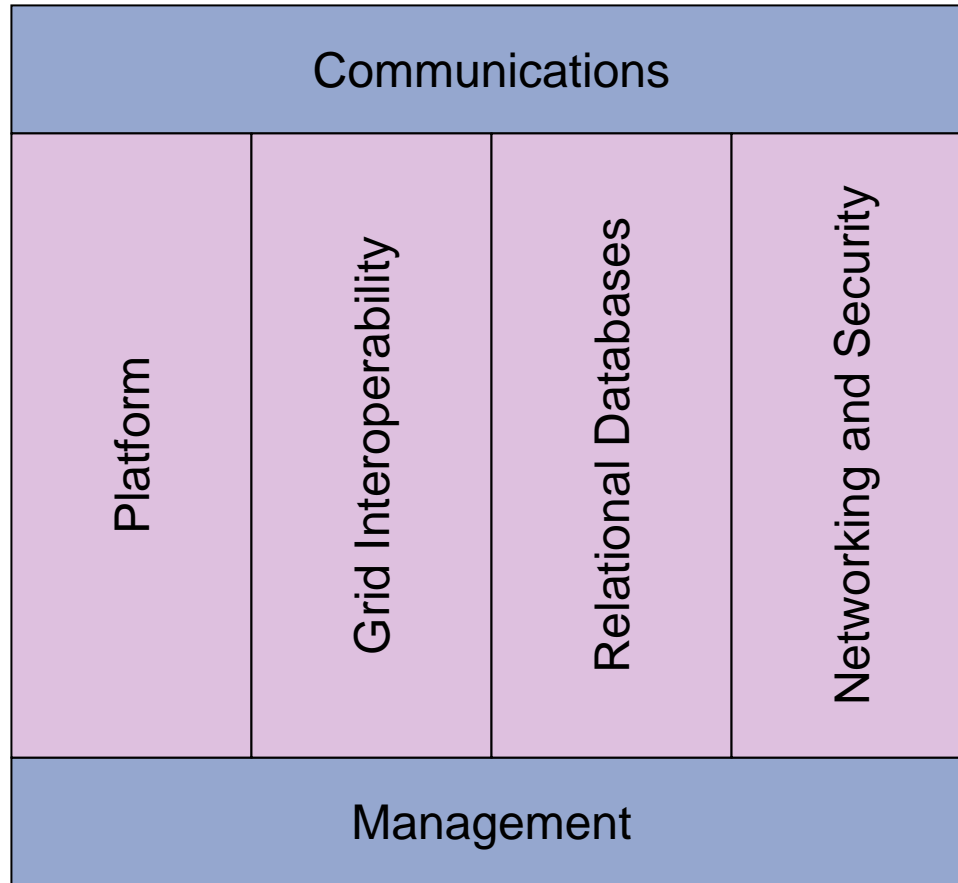 Communications
Platform
Grid Interoperability
Relational Databases
Networking and Security
Management